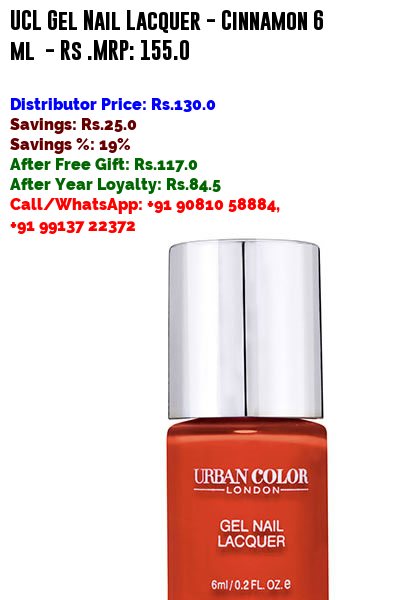 UCL Gel Nail Lacquer - Cinnamon 6
ml - Rs .MRP: 155.0
Distributor Price: Rs.130.0
Savings: Rs.25.0
Savings %: 19%
After Free Gift: Rs.117.0
After Year Loyalty: Rs.84.5
Call/WhatsApp: +91 90810 58884,
+91 99137 22372
URBAN COLOR
LONDON
GEL NAIL
LACQUER
6ml/0.2 FL. OZ. e